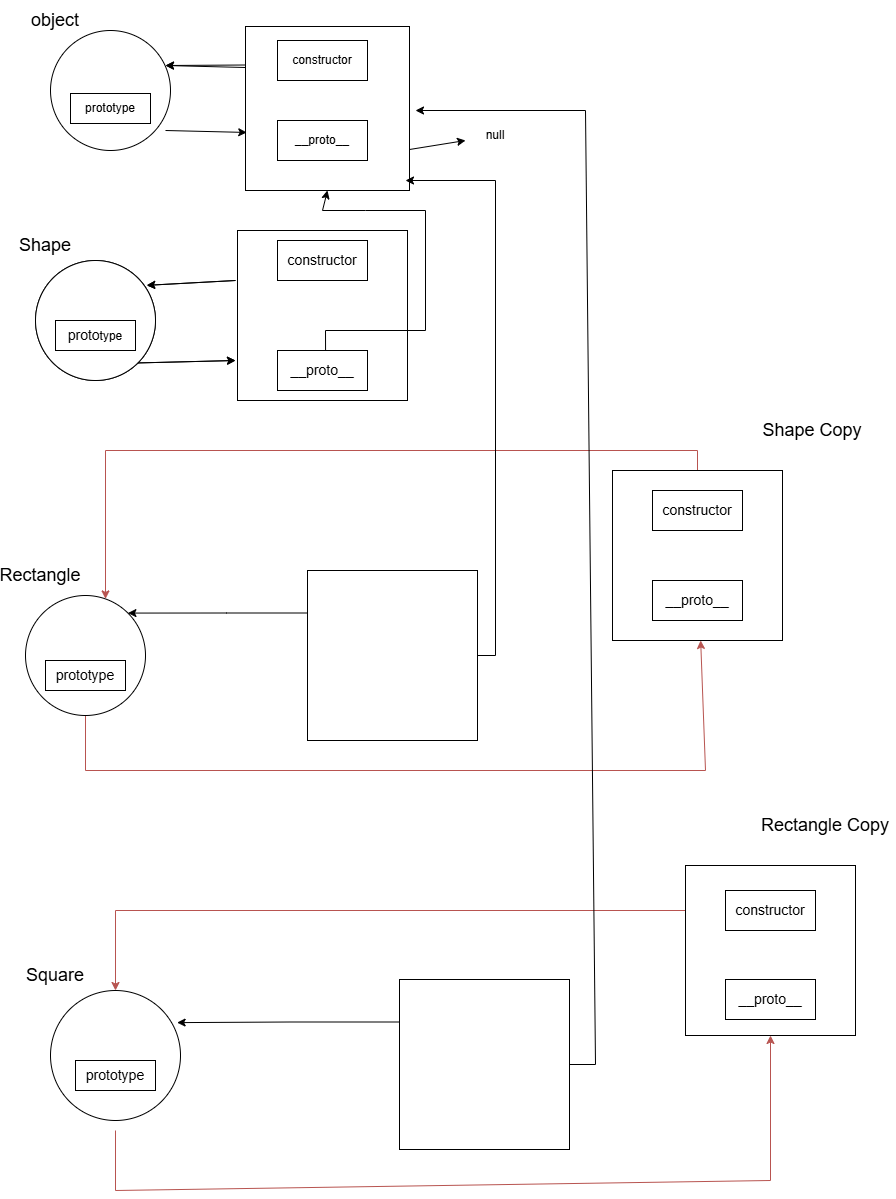 object
constructor
prototype
__proto__
null
Shape
constructor
prototype
__proto__
Shape Copy
constructor
Rectangle
__proto__
prototype
Rectangle Copy
constructor
Square
__proto__
prototype